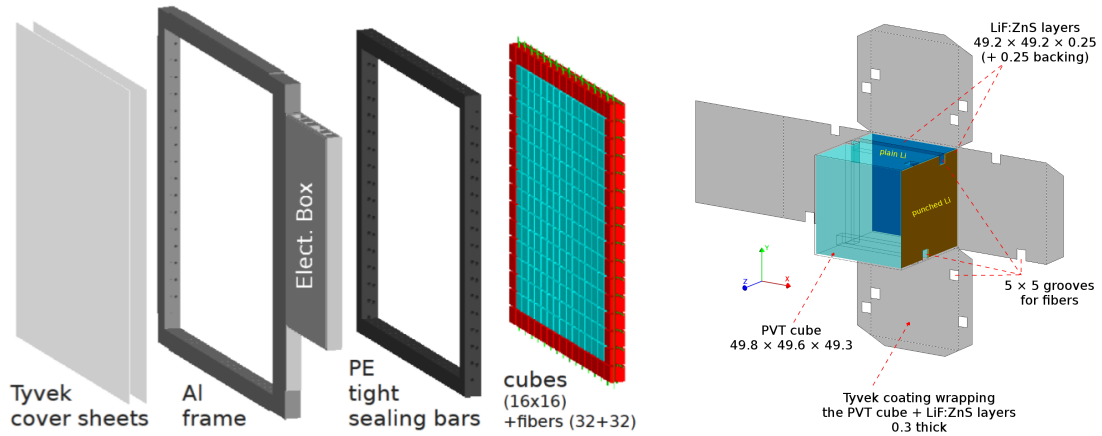 Tyvek
cover sheets
Al
frame
Elect. Box
PE
tight
sealing bars
cubes
(16x16)
+fibers (32+32)
LiF:ZnS layers
49.2 × 49.2 × 0.25
(+ 0.25 backing)
plain Li
punched Li
Y
X
Z
5 × 5 grooves
for fibers
PVT cube
49.8 × 49.6 × 49.3
Tyvek coating wrapping
the PVT cube + LiF:ZnS layers
0.3 thick